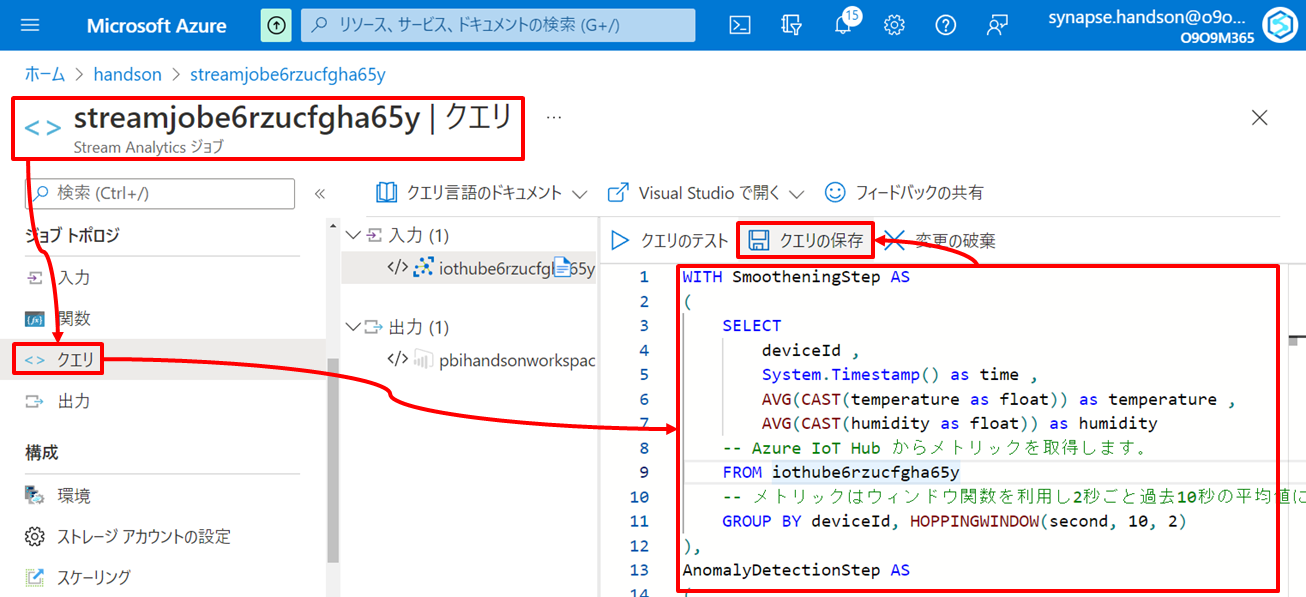 Microsoft Azure
リソース、サービス、ドキュメントの検索 (G+/)
15
synapse.handson@o9o...
O9O9M365
ホーム > handson > streamjobe6rzucfgha65y
streamjobe6rzucfgha65y | クエリ ...
Stream Analytics ジョブ
検索 (Ctrl+/)
クエリ言語のドキュメント
Visual Studio で開く
フィードバックの共有
ジョブ トポロジ
入力
関数
クエリ
出力
構成
環境
ストレージ アカウントの設定
スケーリング
入力 (1)
出力 (1)
pbihandsonworkspac
クエリのテスト
クエリの保存
変更の破棄
1 WITH SmootheningStep AS
2 (
3 SELECT
4 deviceId ,
5 System.Timestamp() as time ,
6 AVG(CAST(temperature as float)) as temperature ,
7 AVG(CAST(humidity as float)) as humidity
8 -- Azure IoT Hub からメトリックを取得します。
9 FROM iothube6rzucfgha65y
10 -- メトリックはウィンドウ関数を利用し2秒ごと過去10秒の平均値に
11 GROUP BY deviceId, HOPPINGWINDOW(second, 10, 2)
12 ),
13 AnomalyDetectionStep AS
14 (